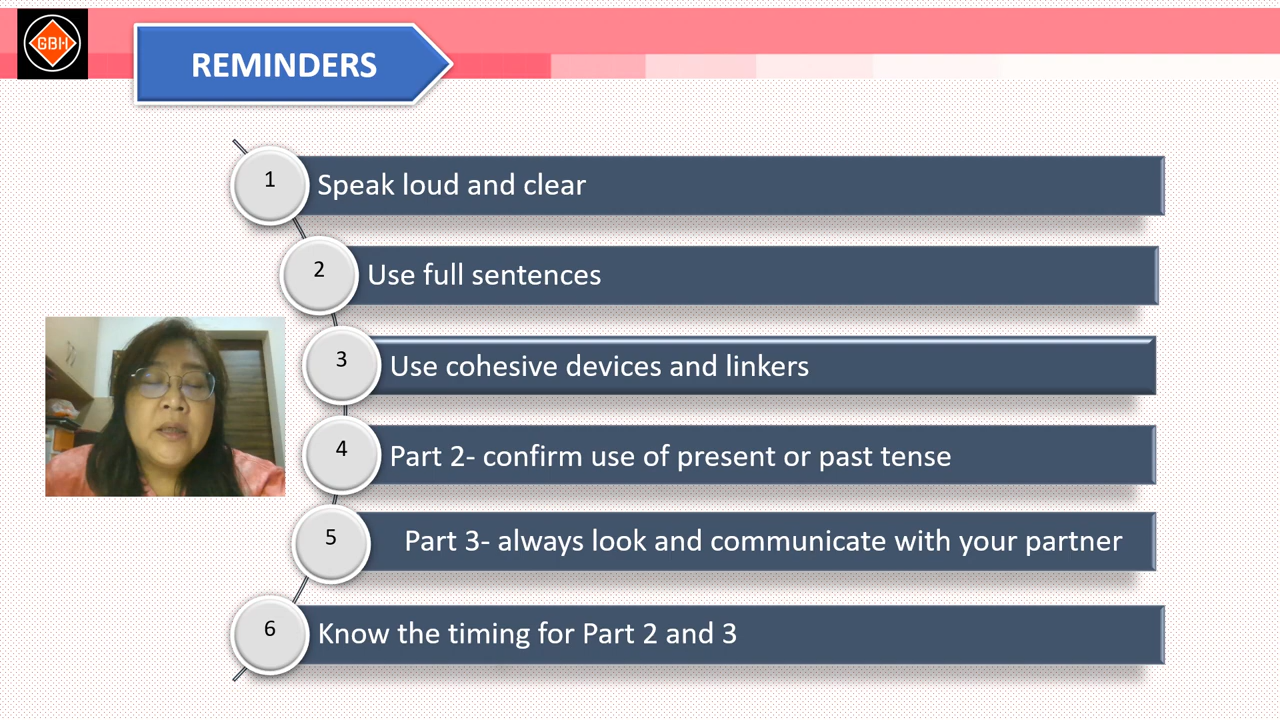 GBH
REMINDERS
1
Speak loud and clear
2
Use full sentences
3
Use cohesive devices and linkers
4
Part 2- confirm use of present or past tense
5
Part 3- always look and communicate with your partner
6
Know the timing for Part 2 and 3